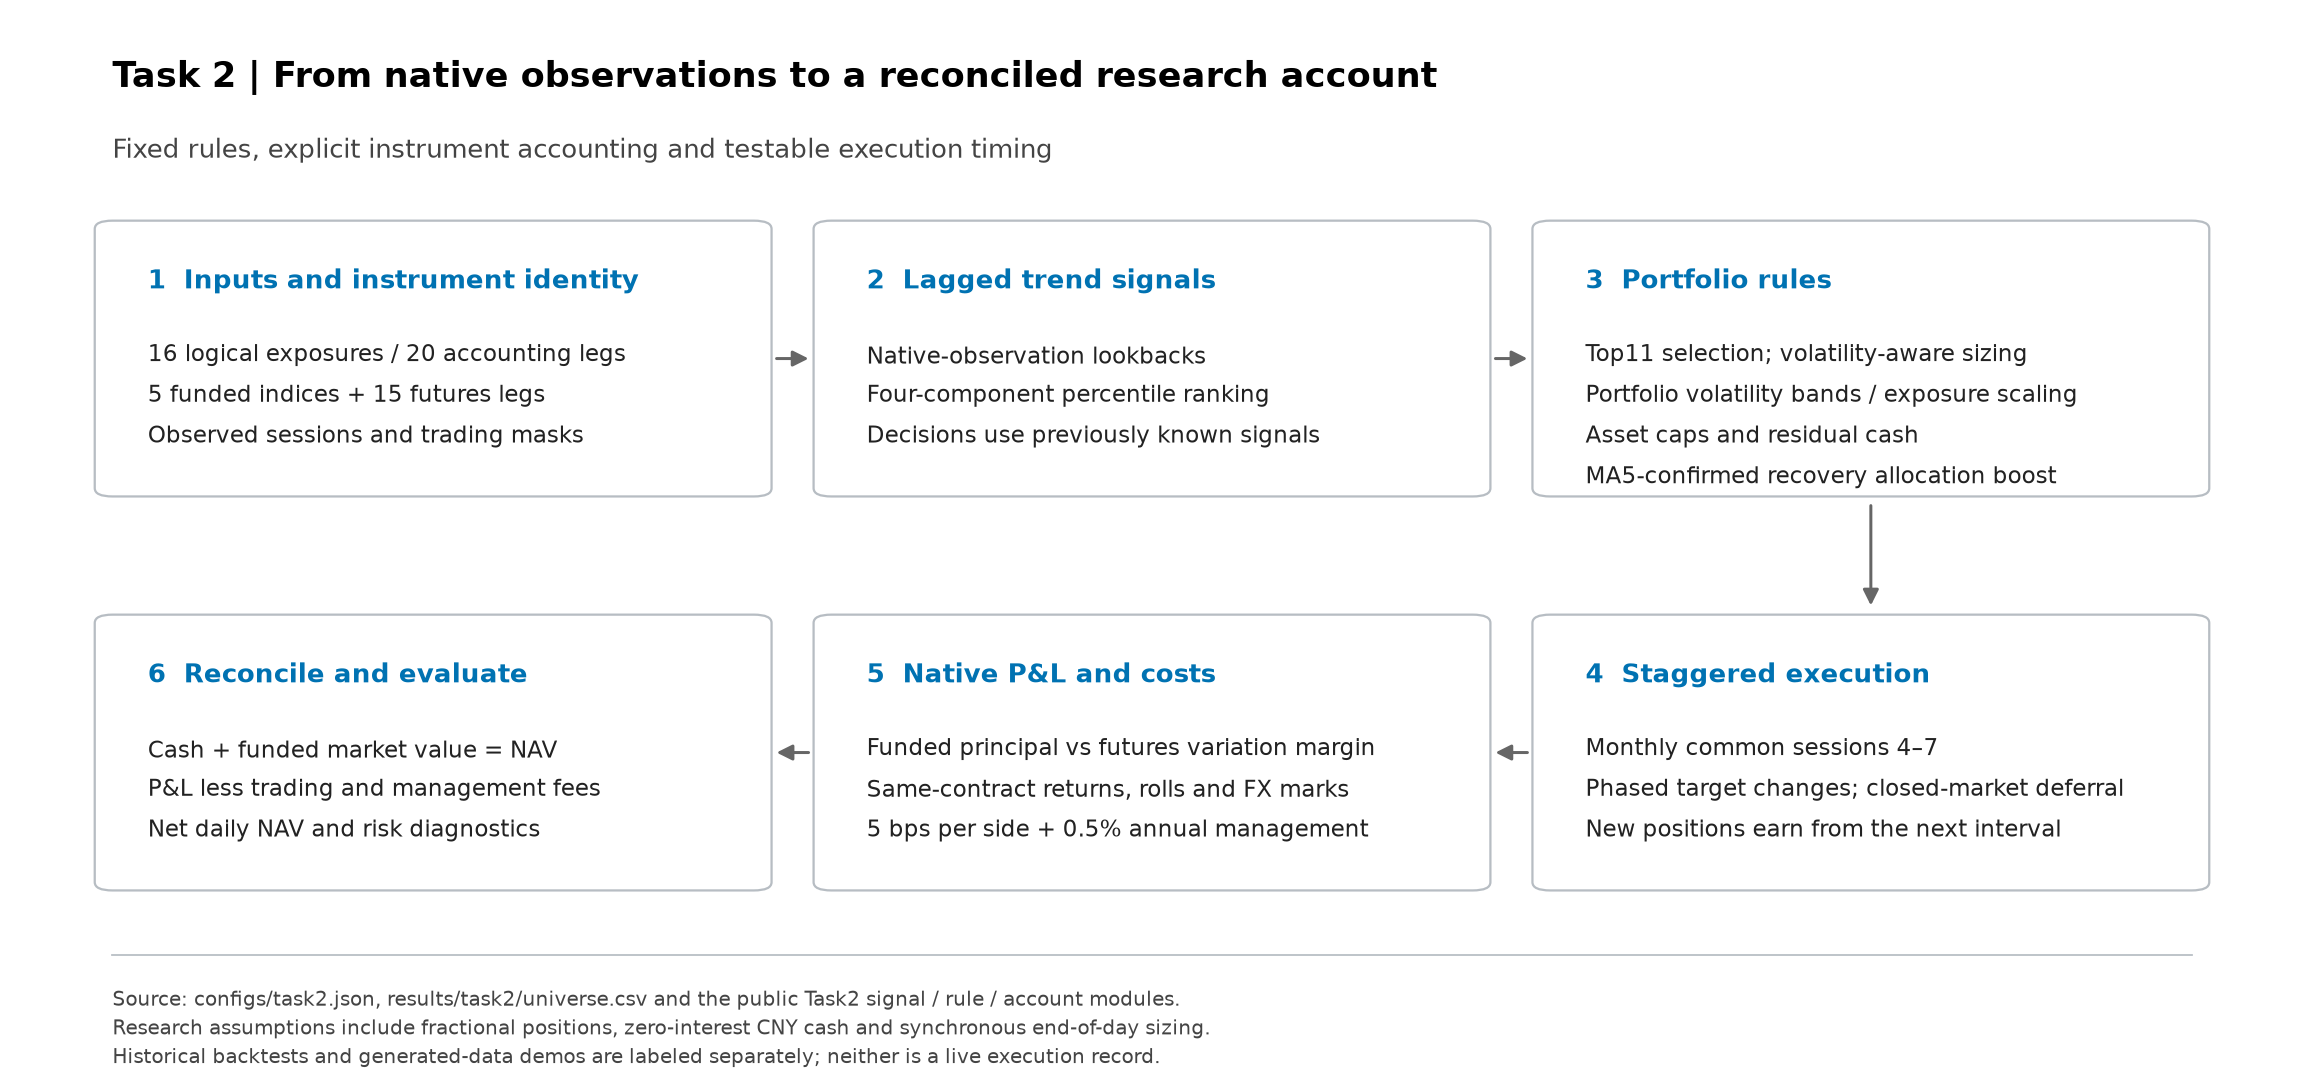 Task 2 | From native observations to a reconciled research account
Fixed rules, explicit instrument accounting and testable execution timing
1 Inputs and instrument identity
16 logical exposures / 20 accounting legs
5 funded indices + 15 futures legs
Observed sessions and trading masks
2 Lagged trend signals
Native-observation lookbacks
Four-component percentile ranking
Decisions use previously known signals
3 Portfolio rules
Top11 selection; volatility-aware sizing
Portfolio volatility bands / exposure scaling
Asset caps and residual cash
MA5-confirmed recovery allocation boost
4 Staggered execution
Monthly common sessions 4–7
Phased target changes; closed-market deferral
New positions earn from the next interval
5 Native P&L and costs
Funded principal vs futures variation margin
Same-contract returns, rolls and FX marks
5 bps per side + 0.5% annual management
6 Reconcile and evaluate
Cash + funded market value = NAV
P&L less trading and management fees
Net daily NAV and risk diagnostics
Source: configs/task2.json, results/task2/universe.csv and the public Task2 signal / rule / account modules.
Research assumptions include fractional positions, zero-interest CNY cash and synchronous end-of-day sizing.
Historical backtests and generated-data demos are labeled separately; neither is a live execution record.